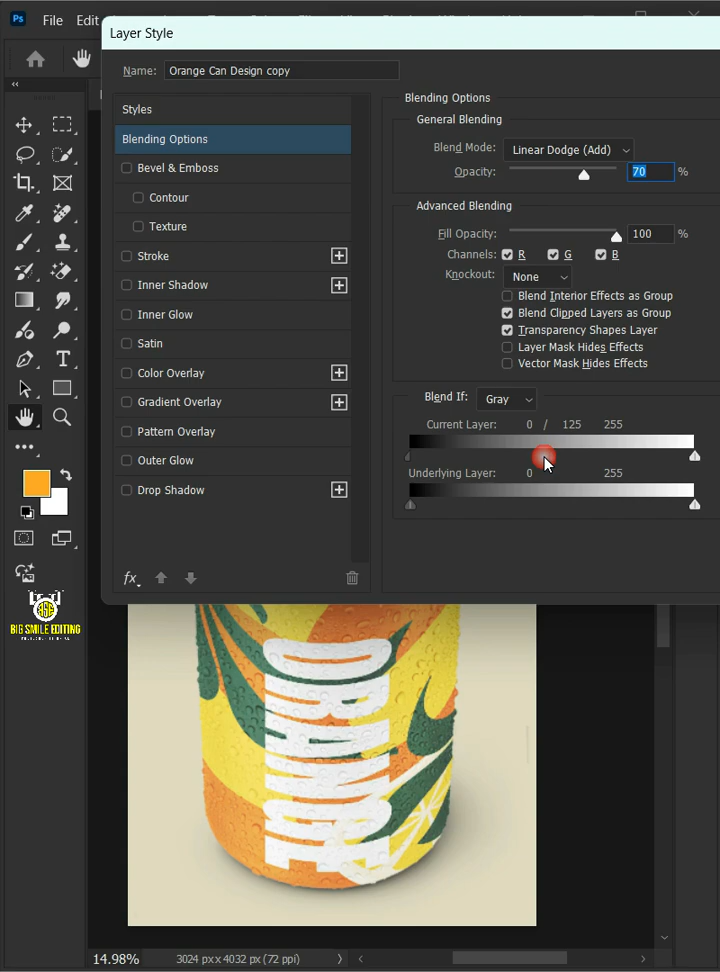 Ps File Edit
Layer Style
Name: Orange Can Design copy
Styles
Blending Options
Bevel & Emboss
Contour
Texture
Stroke
Inner Shadow
Inner Glow
Satin
Color Overlay
Gradient Overlay
Pattern Overlay
Outer Glow
Drop Shadow
fx
Blending Options
General Blending
Blend Mode: Linear Dodge (Add)
Opacity: 70 %
Advanced Blending
Fill Opacity: 100 %
Channels: R G B
Knockout: None
Blend Interior Effects as Group
Blend Clipped Layers as Group
Transparency Shapes Layer
Layer Mask Hides Effects
Vector Mask Hides Effects
Blend If: Gray
Current Layer: 0 / 125 255
Underlying Layer: 0 255
BIG SMILE EDITING
ORANGE
14.98% 3024 px x 4032 px (72 ppi)